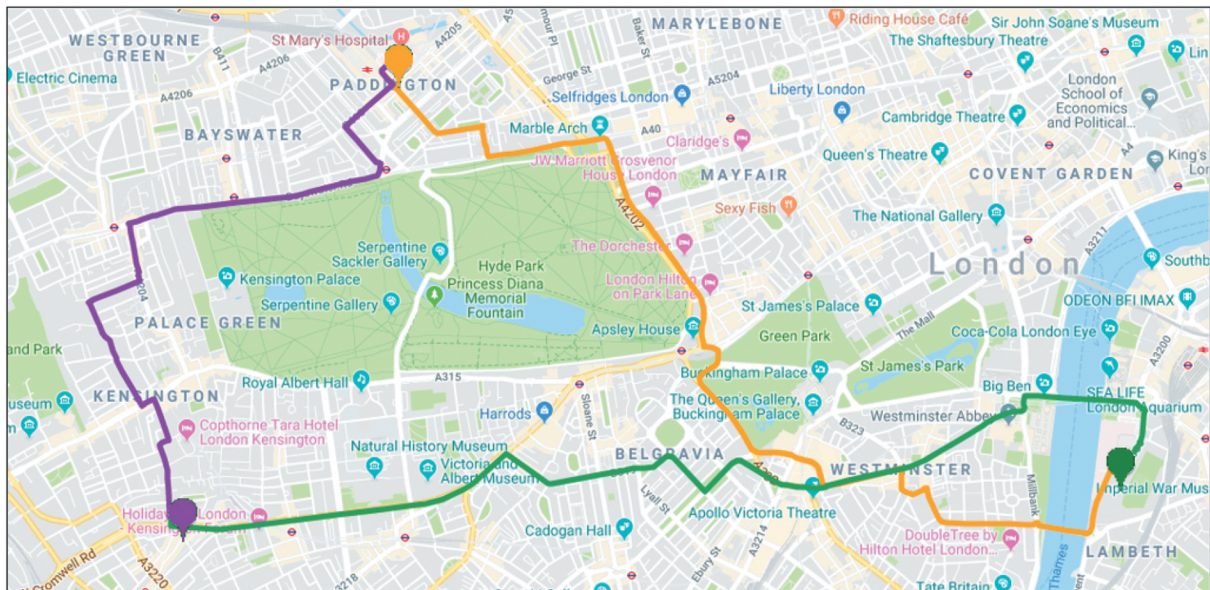 MARYLEBONE
Riding House Café
Sir John Soane's Museum
WESTBOURNE
GREEN
St Mary's Hospital
A4205
The Shaftesbury Theatre
B411
A4206
Electric Cinema
George St
A5204
London
School of
Economics
and Political...
PADDINGTON
A4206
Selfridges London
Liberty London
Cambridge Theatre
BAYSWATER
Marble Arch
A40
Claridge's
Queen's Theatre
A4
King's
JW Marriott Grosvenor
House London
MAYFAIR
COVENT GARDEN
A4202
Sexy Fish
The National Gallery
A3211
Serpentine
Sackler Gallery
The Dorchester
London
Kensington Palace
Hyde Park
Princess Diana
Memorial
Fountain
London Hilton
on Park Lane
Serpentine Gallery
St James's Palace
ODEON BFI IMAX
PALACE GREEN
Apsley House
Green Park
The Mall
Coca-Cola London Eye
A3200
Royal Albert Hall
A315
Buckingham Palace
St James's Park
Big Ben
SEA LIFE
London Aquarium
KENSINGTON
Harrods
Sloane St
The Queen's Gallery,
Buckingham Palace
B323
Westminster Abbey
Copthorne Tara Hotel
London Kensington
Natural History Museum
Victoria and
Albert Museum
BELGRAVIA
WESTMINSTER
Millbank
Lyall St
Apollo Victoria Theatre
Cadogan Hall
A3214
Ebury St
DoubleTree by
Hilton Hotel London...
LAMBETH
Thames
Cromwell Rd
A3220
A3218
Tate Britain